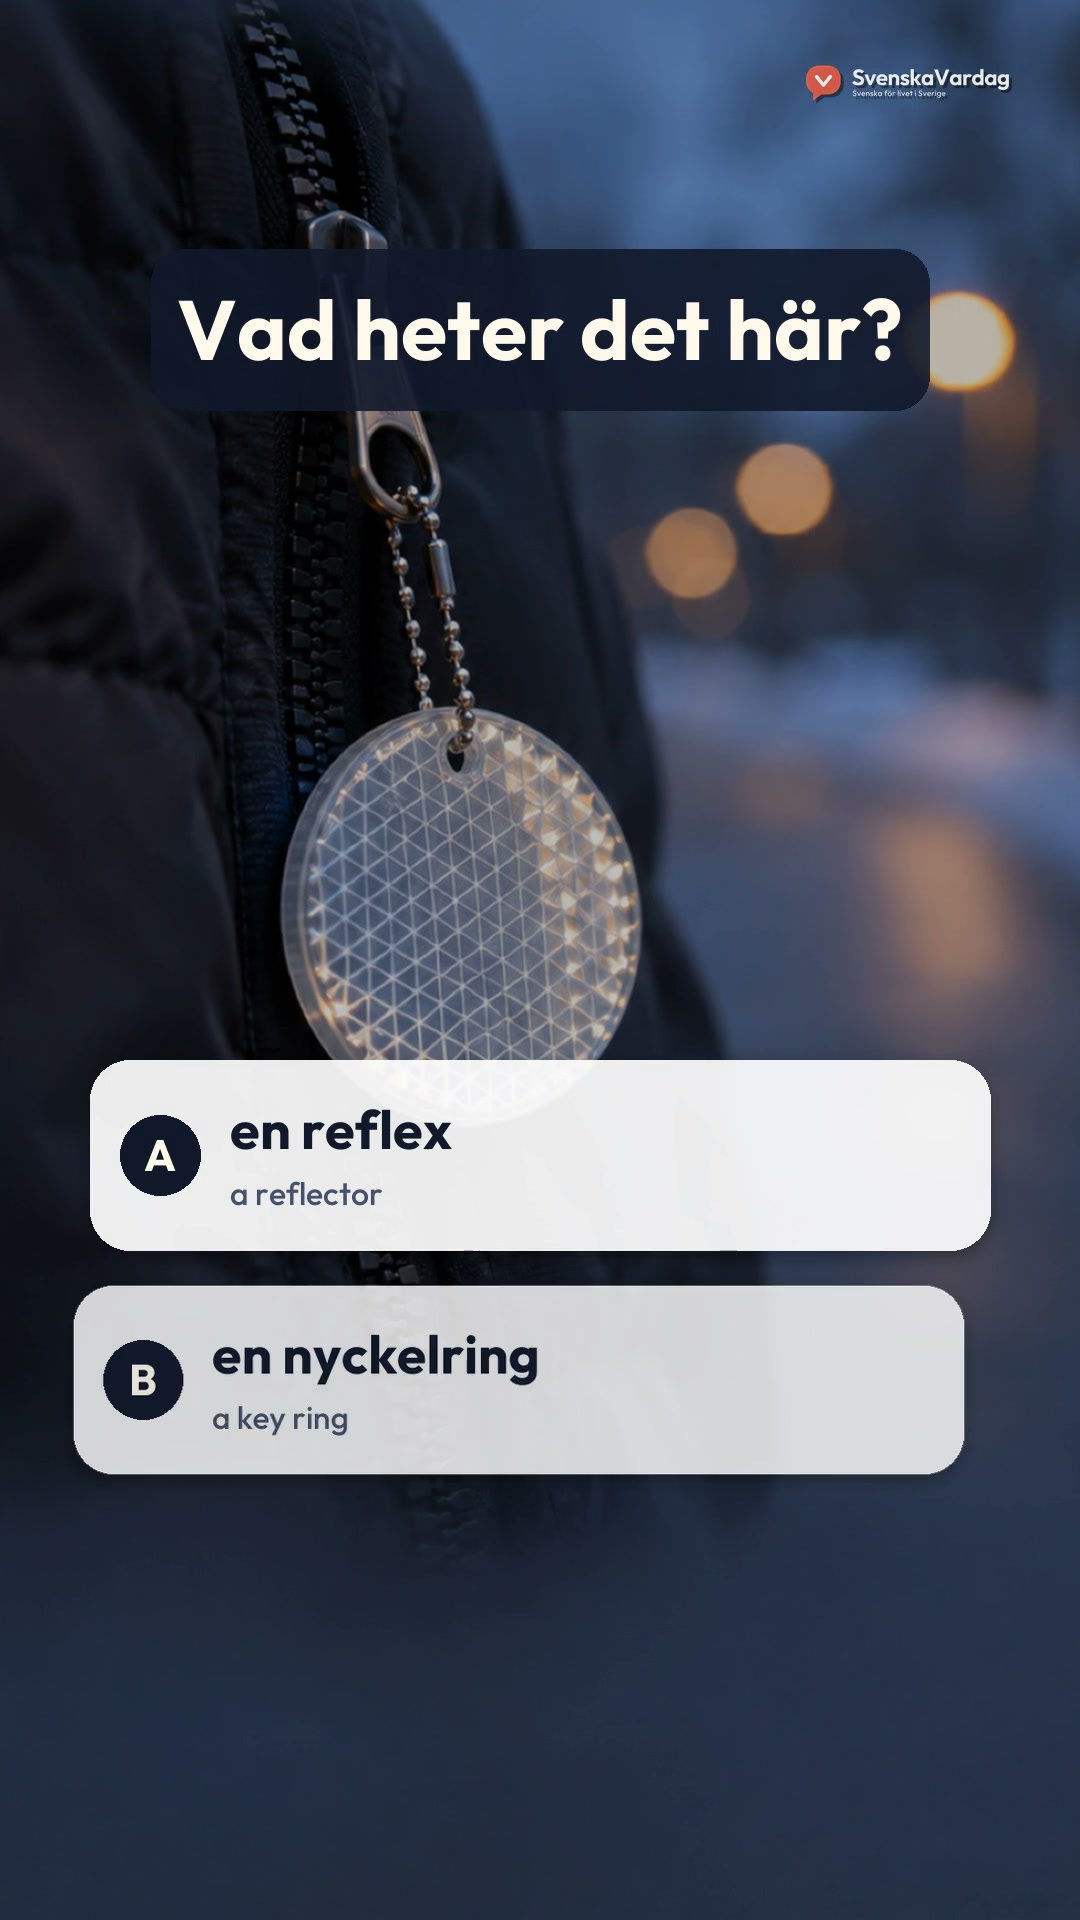 SvenskaVardag
Svenska för livet i Sverige
Vad heter det här?
A
en reflex
a reflector
B
en nyckelring
a key ring